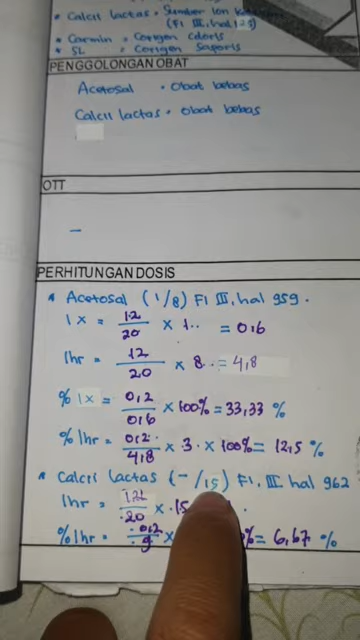 * Calcii lactas = Sumber ion
(FI III, hal
* Carmin = Corigen Coloris
* SL = Corigen Saporis
PENGGOLONGAN OBAT
Acetosal = Obat bebas
Calcii lactas = Obat bebas
OTT
-
PERHITUNGAN DOSIS
* Acetosal (1/8) FI III, hal 959.
1x = 12/20 x 1.. = 0,6
1hr = 12/20 x 8.. = 4,8
% 1x = 0,2/0,6 x 100% = 33,33 %
% 1hr = 0,2./4,8 x 3. x 100% = 12,5 %
* Calcii lactas (-/15) FI, III hal 962
1hr = 12/.20 x .15
% 1hr = 0,2/9 x % = 6,67 %